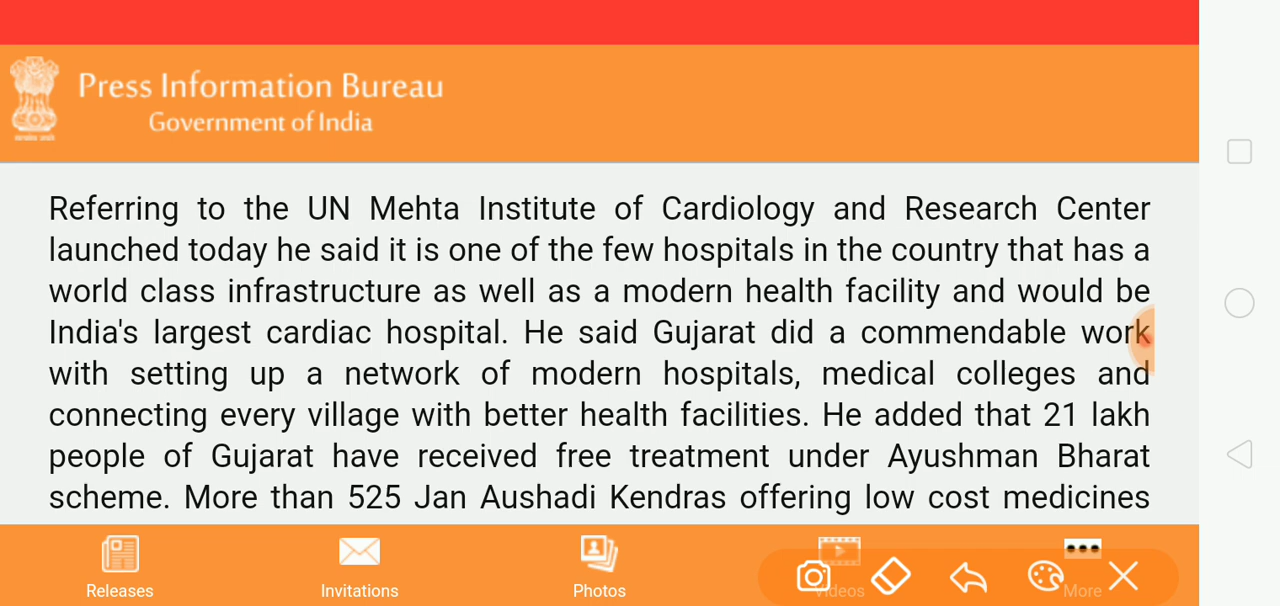 Press Information Bureau
Government of India
Referring to the UN Mehta Institute of Cardiology and Research Center
launched today he said it is one of the few hospitals in the country that has a
world class infrastructure as well as a modern health facility and would be
India's largest cardiac hospital. He said Gujarat did a commendable work
with setting up a network of modern hospitals, medical colleges and
connecting every village with better health facilities. He added that 21 lakh
people of Gujarat have received free treatment under Ayushman Bharat
scheme. More than 525 Jan Aushadi Kendras offering low cost medicines
Releases Invitations Photos Videos More